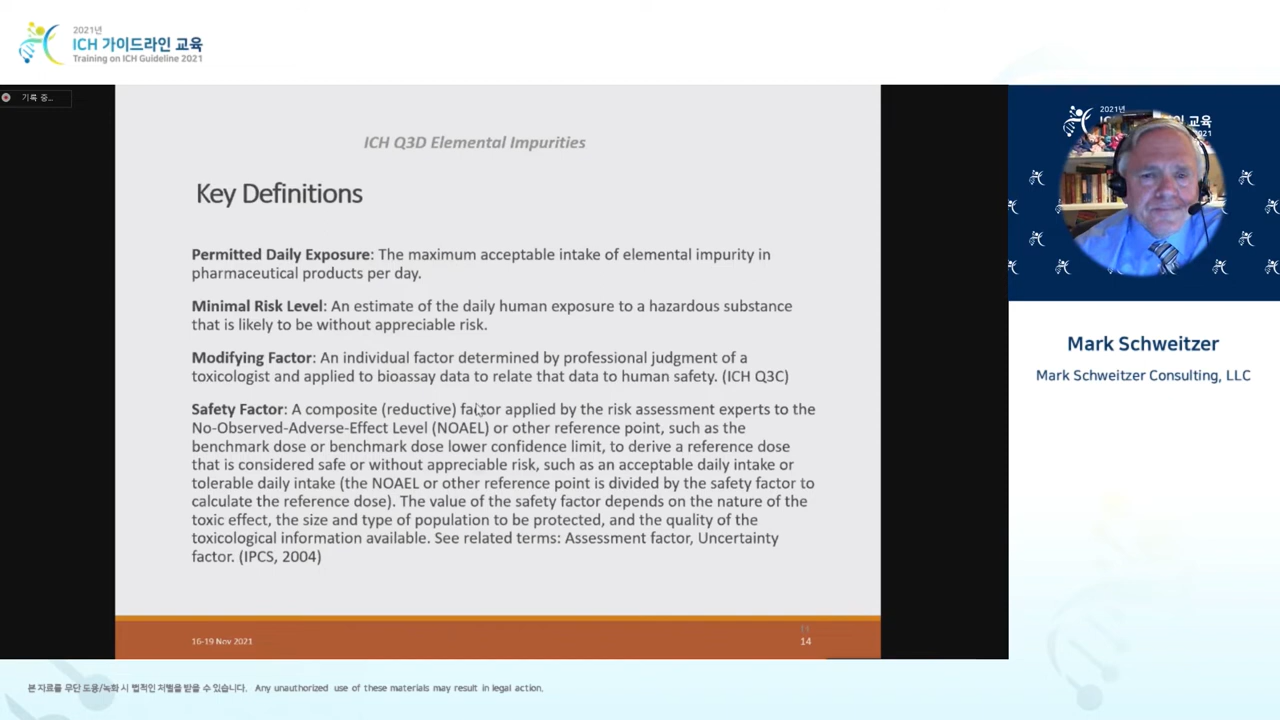 2021년
ICH 가이드라인 교육
Training on ICH Guideline 2021
기록 중...
ICH Q3D Elemental Impurities
Key Definitions
Permitted Daily Exposure: The maximum acceptable intake of elemental impurity in
pharmaceutical products per day.
Minimal Risk Level: An estimate of the daily human exposure to a hazardous substance
that is likely to be without appreciable risk.
Modifying Factor: An individual factor determined by professional judgment of a
toxicologist and applied to bioassay data to relate that data to human safety. (ICH Q3C)
Safety Factor: A composite (reductive) factor applied by the risk assessment experts to the
No-Observed-Adverse-Effect Level (NOAEL) or other reference point, such as the
benchmark dose or benchmark dose lower confidence limit, to derive a reference dose
that is considered safe or without appreciable risk, such as an acceptable daily intake or
tolerable daily intake (the NOAEL or other reference point is divided by the safety factor to
calculate the reference dose). The value of the safety factor depends on the nature of the
toxic effect, the size and type of population to be protected, and the quality of the
toxicological information available. See related terms: Assessment factor, Uncertainty
factor. (IPCS, 2004)
16-19 Nov 2021
14
2021년
교육
2021
Mark Schweitzer
Mark Schweitzer Consulting, LLC
본 자료를 무단 도용/녹화 시 법적인 처벌을 받을 수 있습니다. Any unauthorized use of these materials may result in legal action.